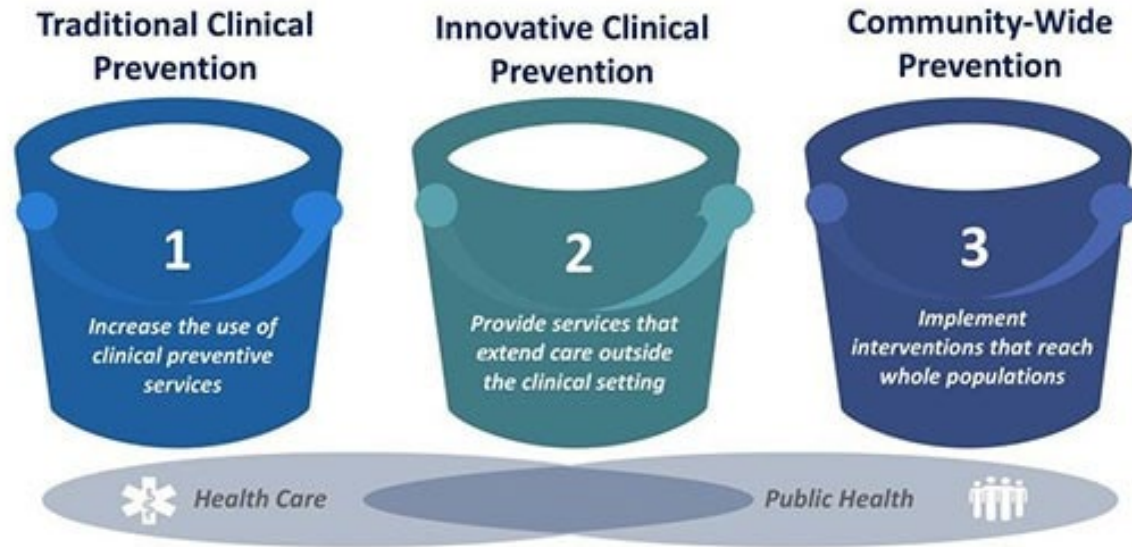 Traditional Clinical
Prevention
Innovative Clinical
Prevention
Community-Wide
Prevention
1
Increase the use of
clinical preventive
services
2
Provide services that
extend care outside
the clinical setting
3
Implement
interventions that reach
whole populations
Health Care
Public Health